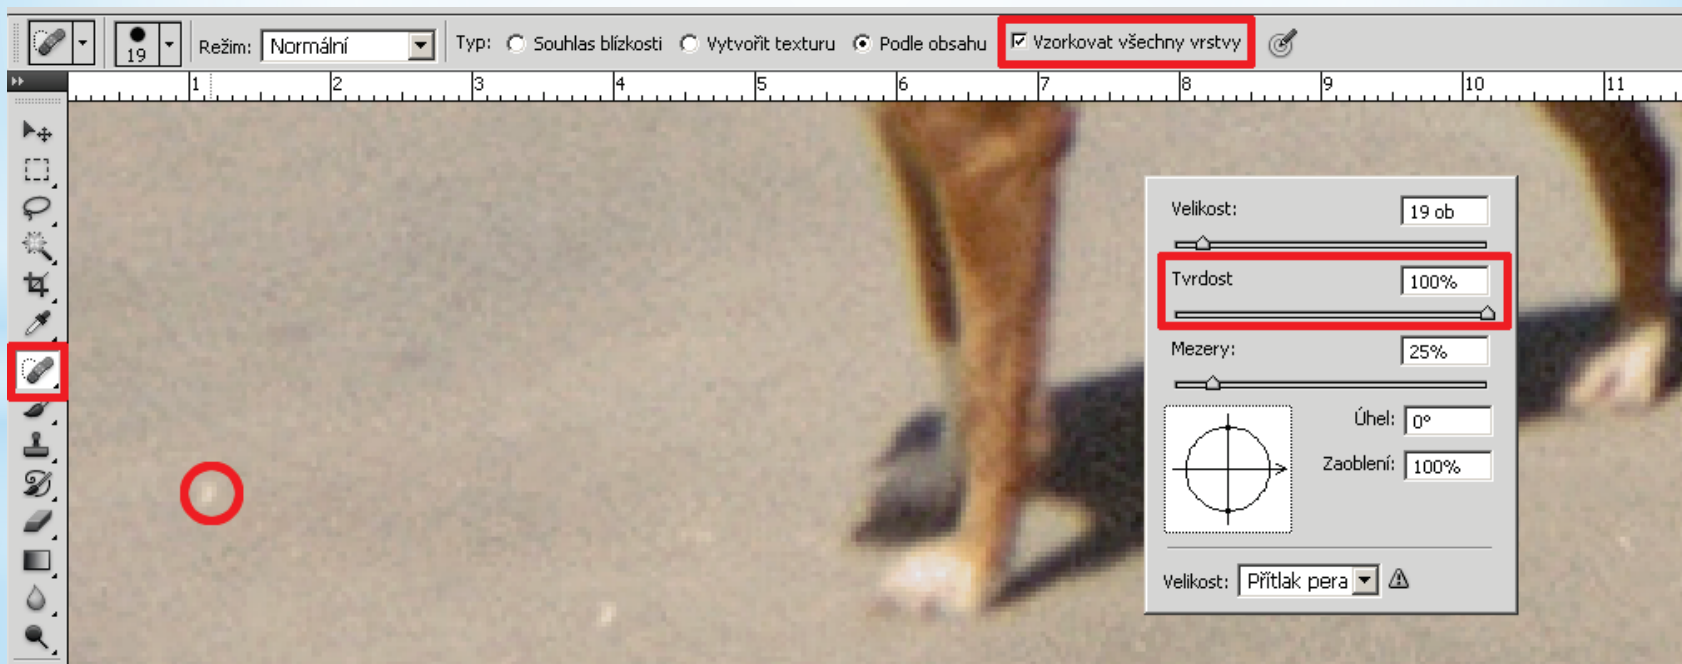 19 Režim: Normální Typ: Souhlas blízkosti Vytvořit texturu Podle obsahu Vzorkovat všechny vrstvy
1 2 3 4 5 6 7 8 9 10 11
Velikost: 19 ob
Tvrdost 100%
Mezery: 25%
Úhel: 0°
Zaoblení: 100%
Velikost: Přítlak pera